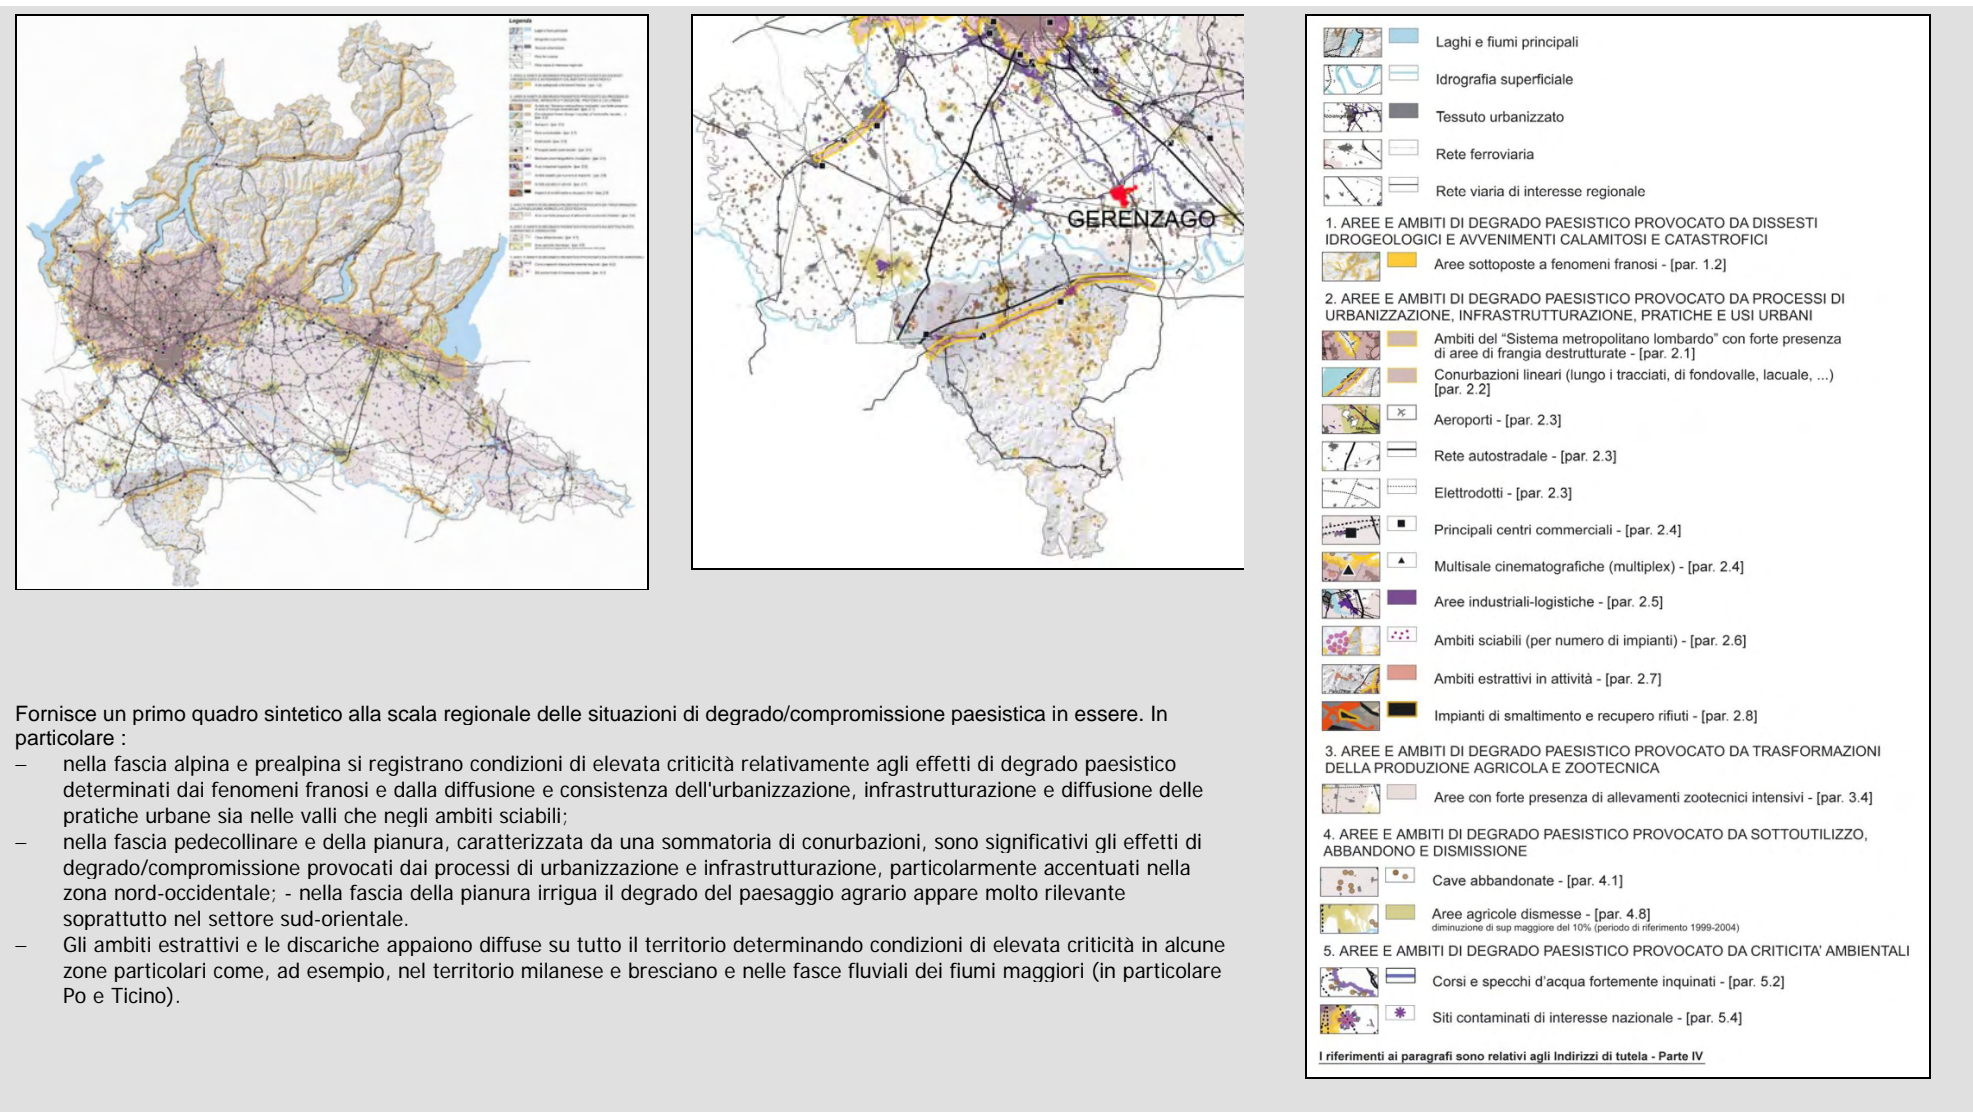 Legenda
GERENZAGO
Fornisce un primo quadro sintetico alla scala regionale delle situazioni di degrado/compromissione paesistica in essere. In
particolare :
– nella fascia alpina e prealpina si registrano condizioni di elevata criticità relativamente agli effetti di degrado paesistico
determinati dai fenomeni franosi e dalla diffusione e consistenza dell'urbanizzazione, infrastrutturazione e diffusione delle
pratiche urbane sia nelle valli che negli ambiti sciabili;
– nella fascia pedecollinare e della pianura, caratterizzata da una sommatoria di conurbazioni, sono significativi gli effetti di
degrado/compromissione provocati dai processi di urbanizzazione e infrastrutturazione, particolarmente accentuati nella
zona nord-occidentale; - nella fascia della pianura irrigua il degrado del paesaggio agrario appare molto rilevante
soprattutto nel settore sud-orientale.
– Gli ambiti estrattivi e le discariche appaiono diffuse su tutto il territorio determinando condizioni di elevata criticità in alcune
zone particolari come, ad esempio, nel territorio milanese e bresciano e nelle fasce fluviali dei fiumi maggiori (in particolare
Po e Ticino).
Laghi e fiumi principali
Idrografia superficiale
Tessuto urbanizzato
Rete ferroviaria
Rete viaria di interesse regionale
1. AREE E AMBITI DI DEGRADO PAESISTICO PROVOCATO DA DISSESTI
IDROGEOLOGICI E AVVENIMENTI CALAMITOSI E CATASTROFICI
Aree sottoposte a fenomeni franosi - [par. 1.2]
2. AREE E AMBITI DI DEGRADO PAESISTICO PROVOCATO DA PROCESSI DI
URBANIZZAZIONE, INFRASTRUTTURAZIONE, PRATICHE E USI URBANI
Ambiti del “Sistema metropolitano lombardo” con forte presenza
di aree di frangia destrutturate - [par. 2.1]
Conurbazioni lineari (lungo i tracciati, di fondovalle, lacuale, ...)
[par. 2.2]
Aeroporti - [par. 2.3]
Rete autostradale - [par. 2.3]
Elettrodotti - [par. 2.3]
Principali centri commerciali - [par. 2.4]
Multisale cinematografiche (multiplex) - [par. 2.4]
Aree industriali-logistiche - [par. 2.5]
Ambiti sciabili (per numero di impianti) - [par. 2.6]
Ambiti estrattivi in attività - [par. 2.7]
Impianti di smaltimento e recupero rifiuti - [par. 2.8]
3. AREE E AMBITI DI DEGRADO PAESISTICO PROVOCATO DA TRASFORMAZIONI
DELLA PRODUZIONE AGRICOLA E ZOOTECNICA
Aree con forte presenza di allevamenti zootecnici intensivi - [par. 3.4]
4. AREE E AMBITI DI DEGRADO PAESISTICO PROVOCATO DA SOTTOUTILIZZO,
ABBANDONO E DISMISSIONE
Cave abbandonate - [par. 4.1]
Aree agricole dismesse - [par. 4.8]
diminuzione di sup maggiore del 10% (periodo di riferimento 1999-2004)
5. AREE E AMBITI DI DEGRADO PAESISTICO PROVOCATO DA CRITICITA’ AMBIENTALI
Corsi e specchi d’acqua fortemente inquinati - [par. 5.2]
Siti contaminati di interesse nazionale - [par. 5.4]
I riferimenti ai paragrafi sono relativi agli Indirizzi di tutela - Parte IV